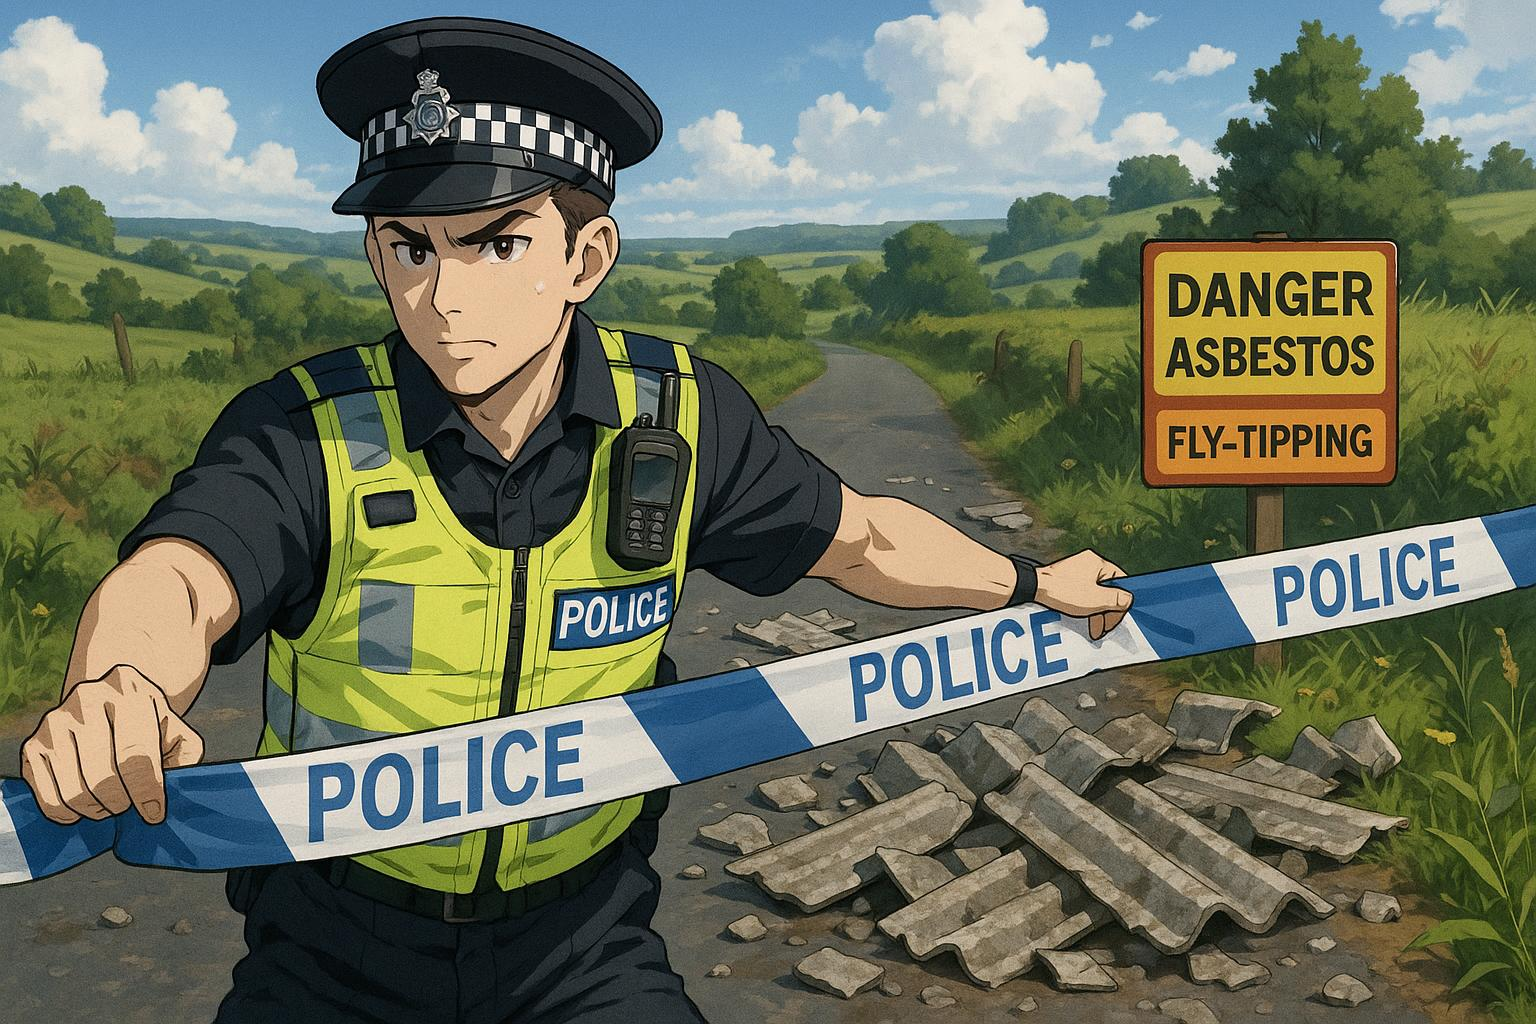 DANGER
ASBESTOS
FLY-TIPPING
POLICE
POLICE
POLICE
POLICE